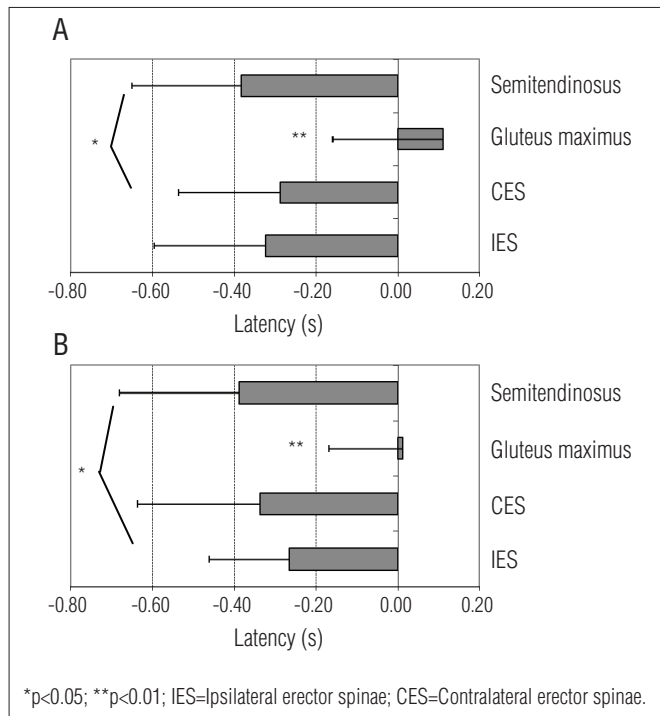 A
Semitendinosus
*
**
Gluteus maximus
CES
IES
-0.80 -0.60 -0.40 -0.20 0.00 0.20
Latency (s)
B
Semitendinosus
**
Gluteus maximus
*
CES
IES
-0.80 -0.60 -0.40 -0.20 0.00 0.20
Latency (s)
*p<0.05; **p<0.01; IES=Ipsilateral erector spinae; CES=Contralateral erector spinae.